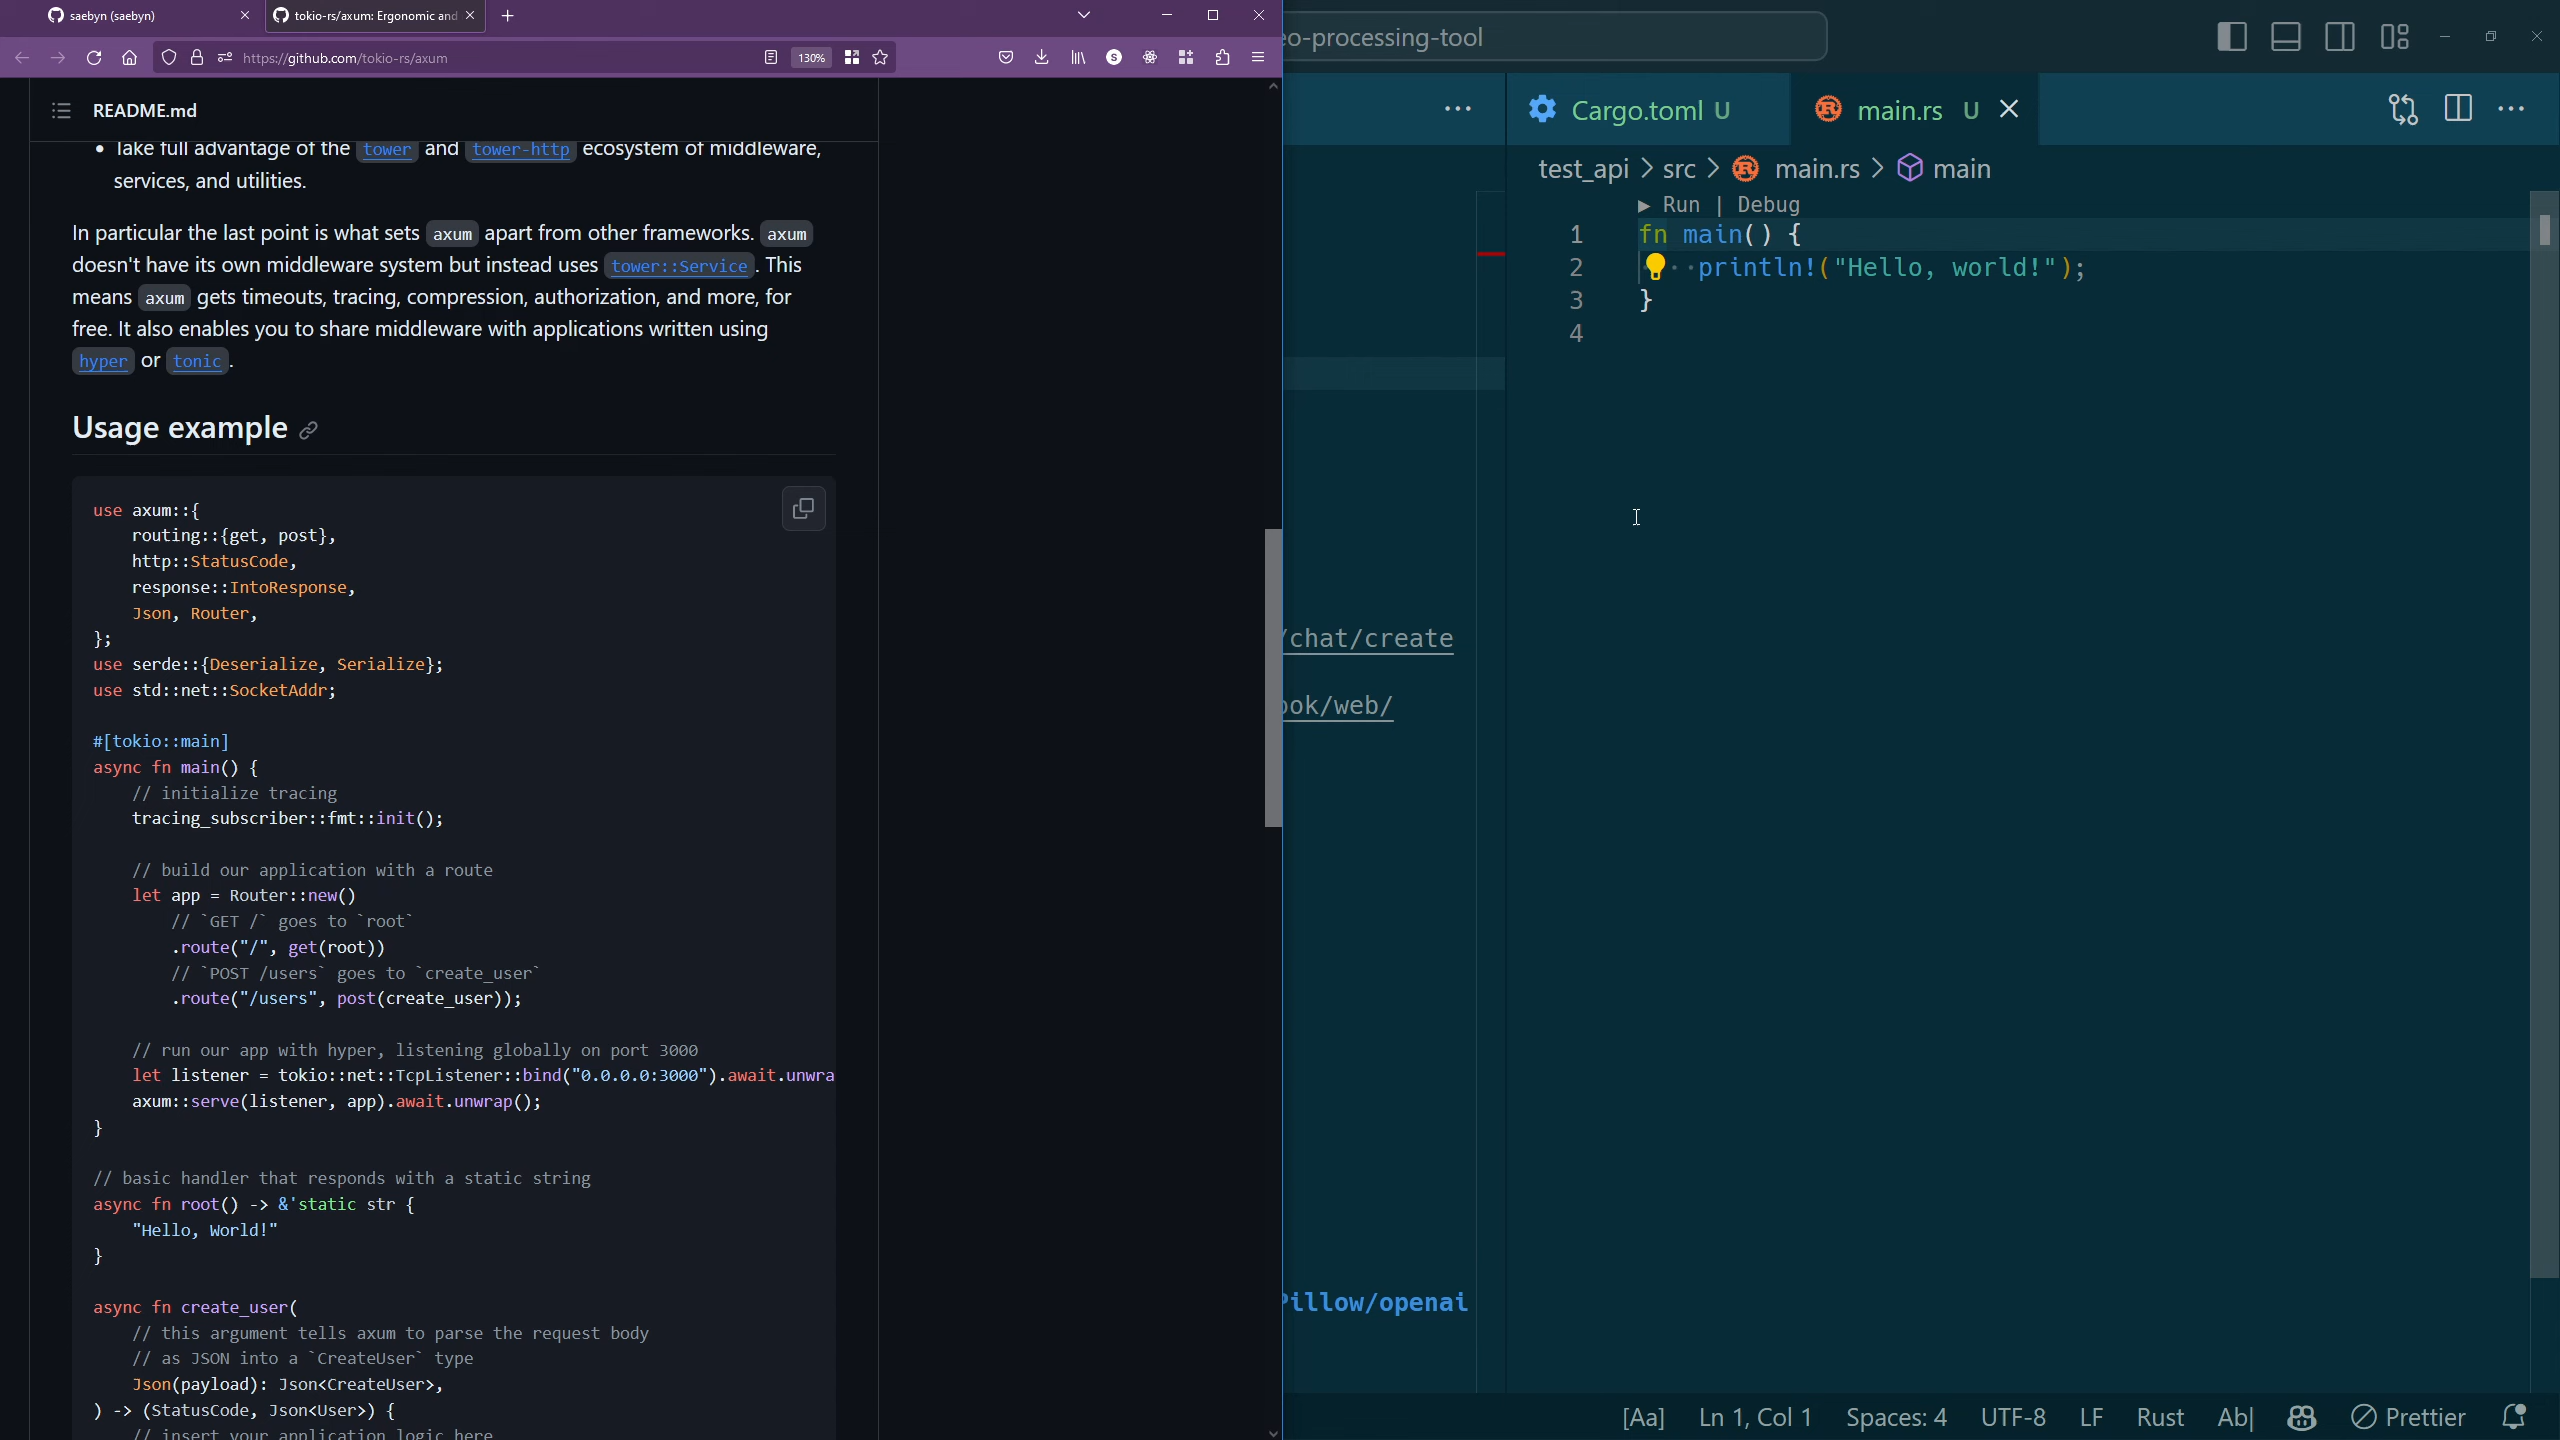 saebyn (saebyn)
tokio-rs/axum: Ergonomic and
https://github.com/tokio-rs/axum
130%
S
README.md
Take full advantage of the tower and tower-http ecosystem of middleware,
services, and utilities.
In particular the last point is what sets axum apart from other frameworks. axum
doesn't have its own middleware system but instead uses tower::Service. This
means axum gets timeouts, tracing, compression, authorization, and more, for
free. It also enables you to share middleware with applications written using
hyper or tonic.
Usage example
use axum::{
    routing::{get, post},
    http::StatusCode,
    response::IntoResponse,
    Json, Router,
};
use serde::{Deserialize, Serialize};
use std::net::SocketAddr;
#[tokio::main]
async fn main() {
    // initialize tracing
    tracing_subscriber::fmt::init();
    // build our application with a route
    let app = Router::new()
        // `GET /` goes to `root`
        .route("/", get(root))
        // `POST /users` goes to `create_user`
        .route("/users", post(create_user));
    // run our app with hyper, listening globally on port 3000
    let listener = tokio::net::TcpListener::bind("0.0.0.0:3000").await.unwra
    axum::serve(listener, app).await.unwrap();
}
// basic handler that responds with a static string
async fn root() -> &'static str {
    "Hello, World!"
}
async fn create_user(
    // this argument tells axum to parse the request body
    // as JSON into a `CreateUser` type
    Json(payload): Json<CreateUser>,
) -> (StatusCode, Json<User>) {
    // insert your application logic here
eo-processing-tool
/chat/create
ook/web/
Pillow/openai
Cargo.toml U
main.rs U
test_api > src > main.rs > main
Run | Debug
1 fn main() {
2 println!("Hello, world!");
3 }
4
[Aa] Ln 1, Col 1 Spaces: 4 UTF-8 LF Rust Ab| Prettier